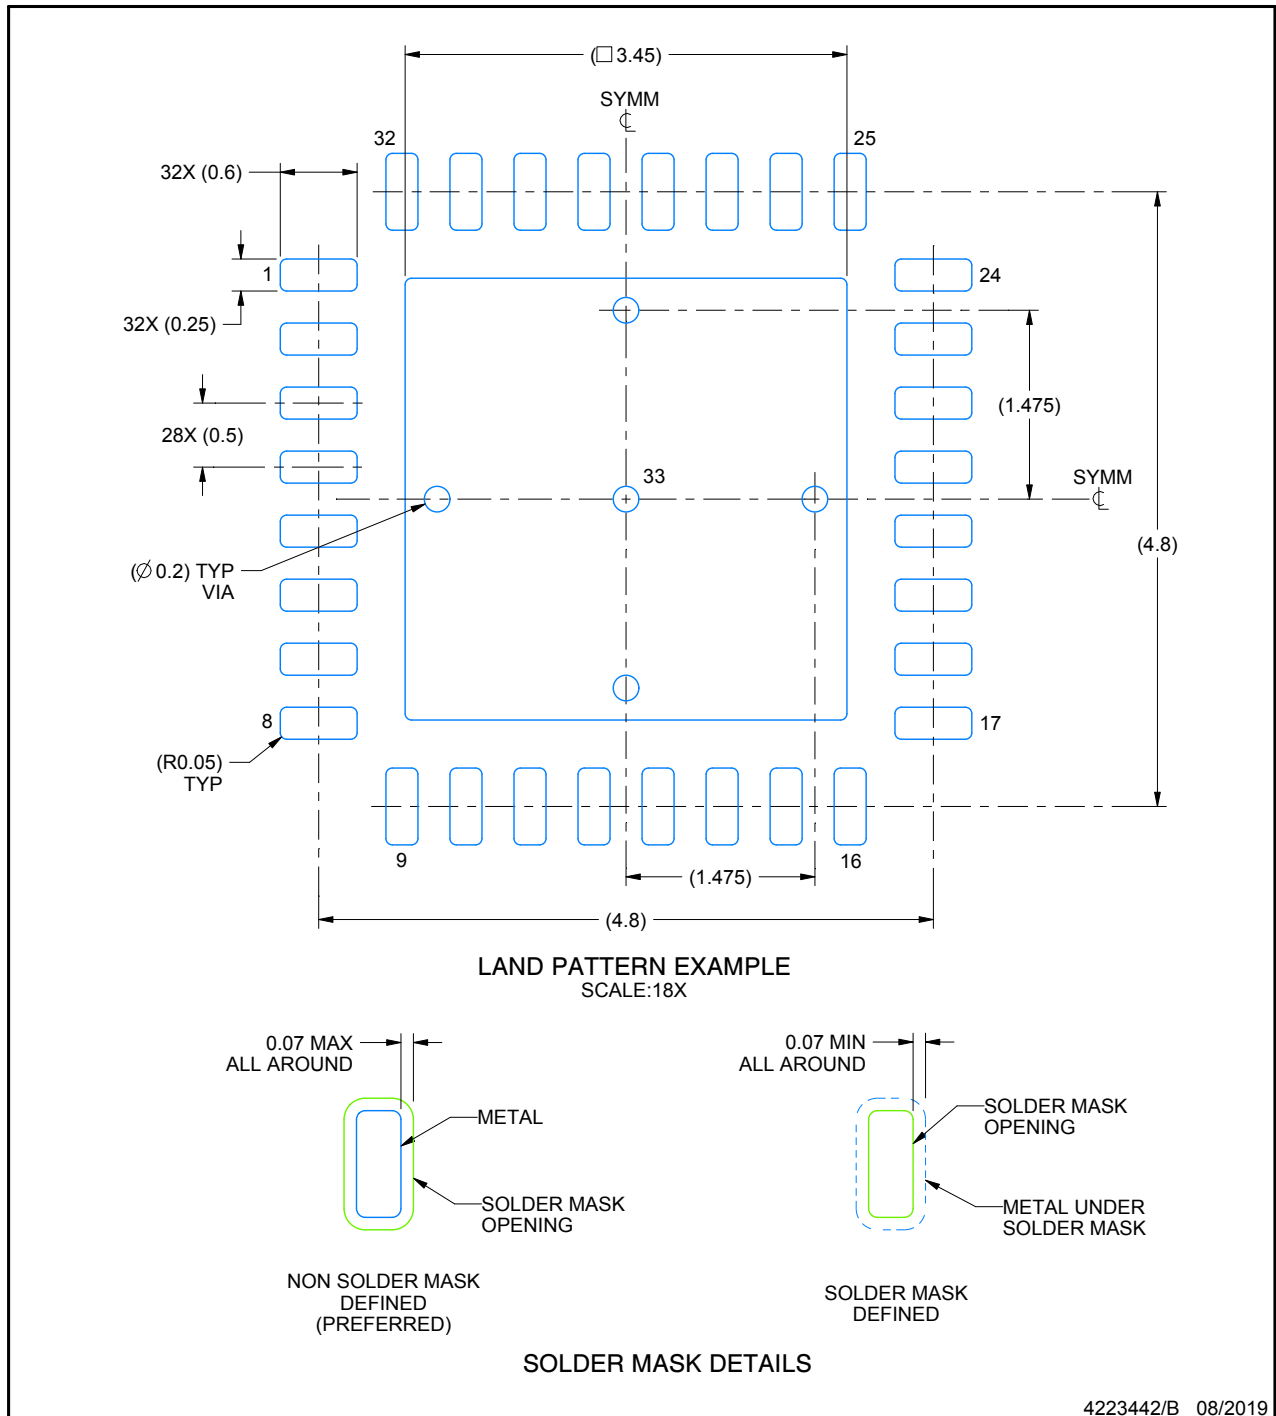 (□ 3.45)
SYMM
℄
32
25
32X (0.6)
1
24
32X (0.25)
(1.475)
28X (0.5)
33
SYMM
℄
(4.8)
(∅ 0.2) TYP
VIA
8
17
(R0.05)
TYP
9
16
(1.475)
(4.8)
LAND PATTERN EXAMPLE
SCALE:18X
0.07 MAX
ALL AROUND
METAL
SOLDER MASK
OPENING
NON SOLDER MASK
DEFINED
(PREFERRED)
0.07 MIN
ALL AROUND
SOLDER MASK
OPENING
METAL UNDER
SOLDER MASK
SOLDER MASK
DEFINED
SOLDER MASK DETAILS
4223442/B 08/2019